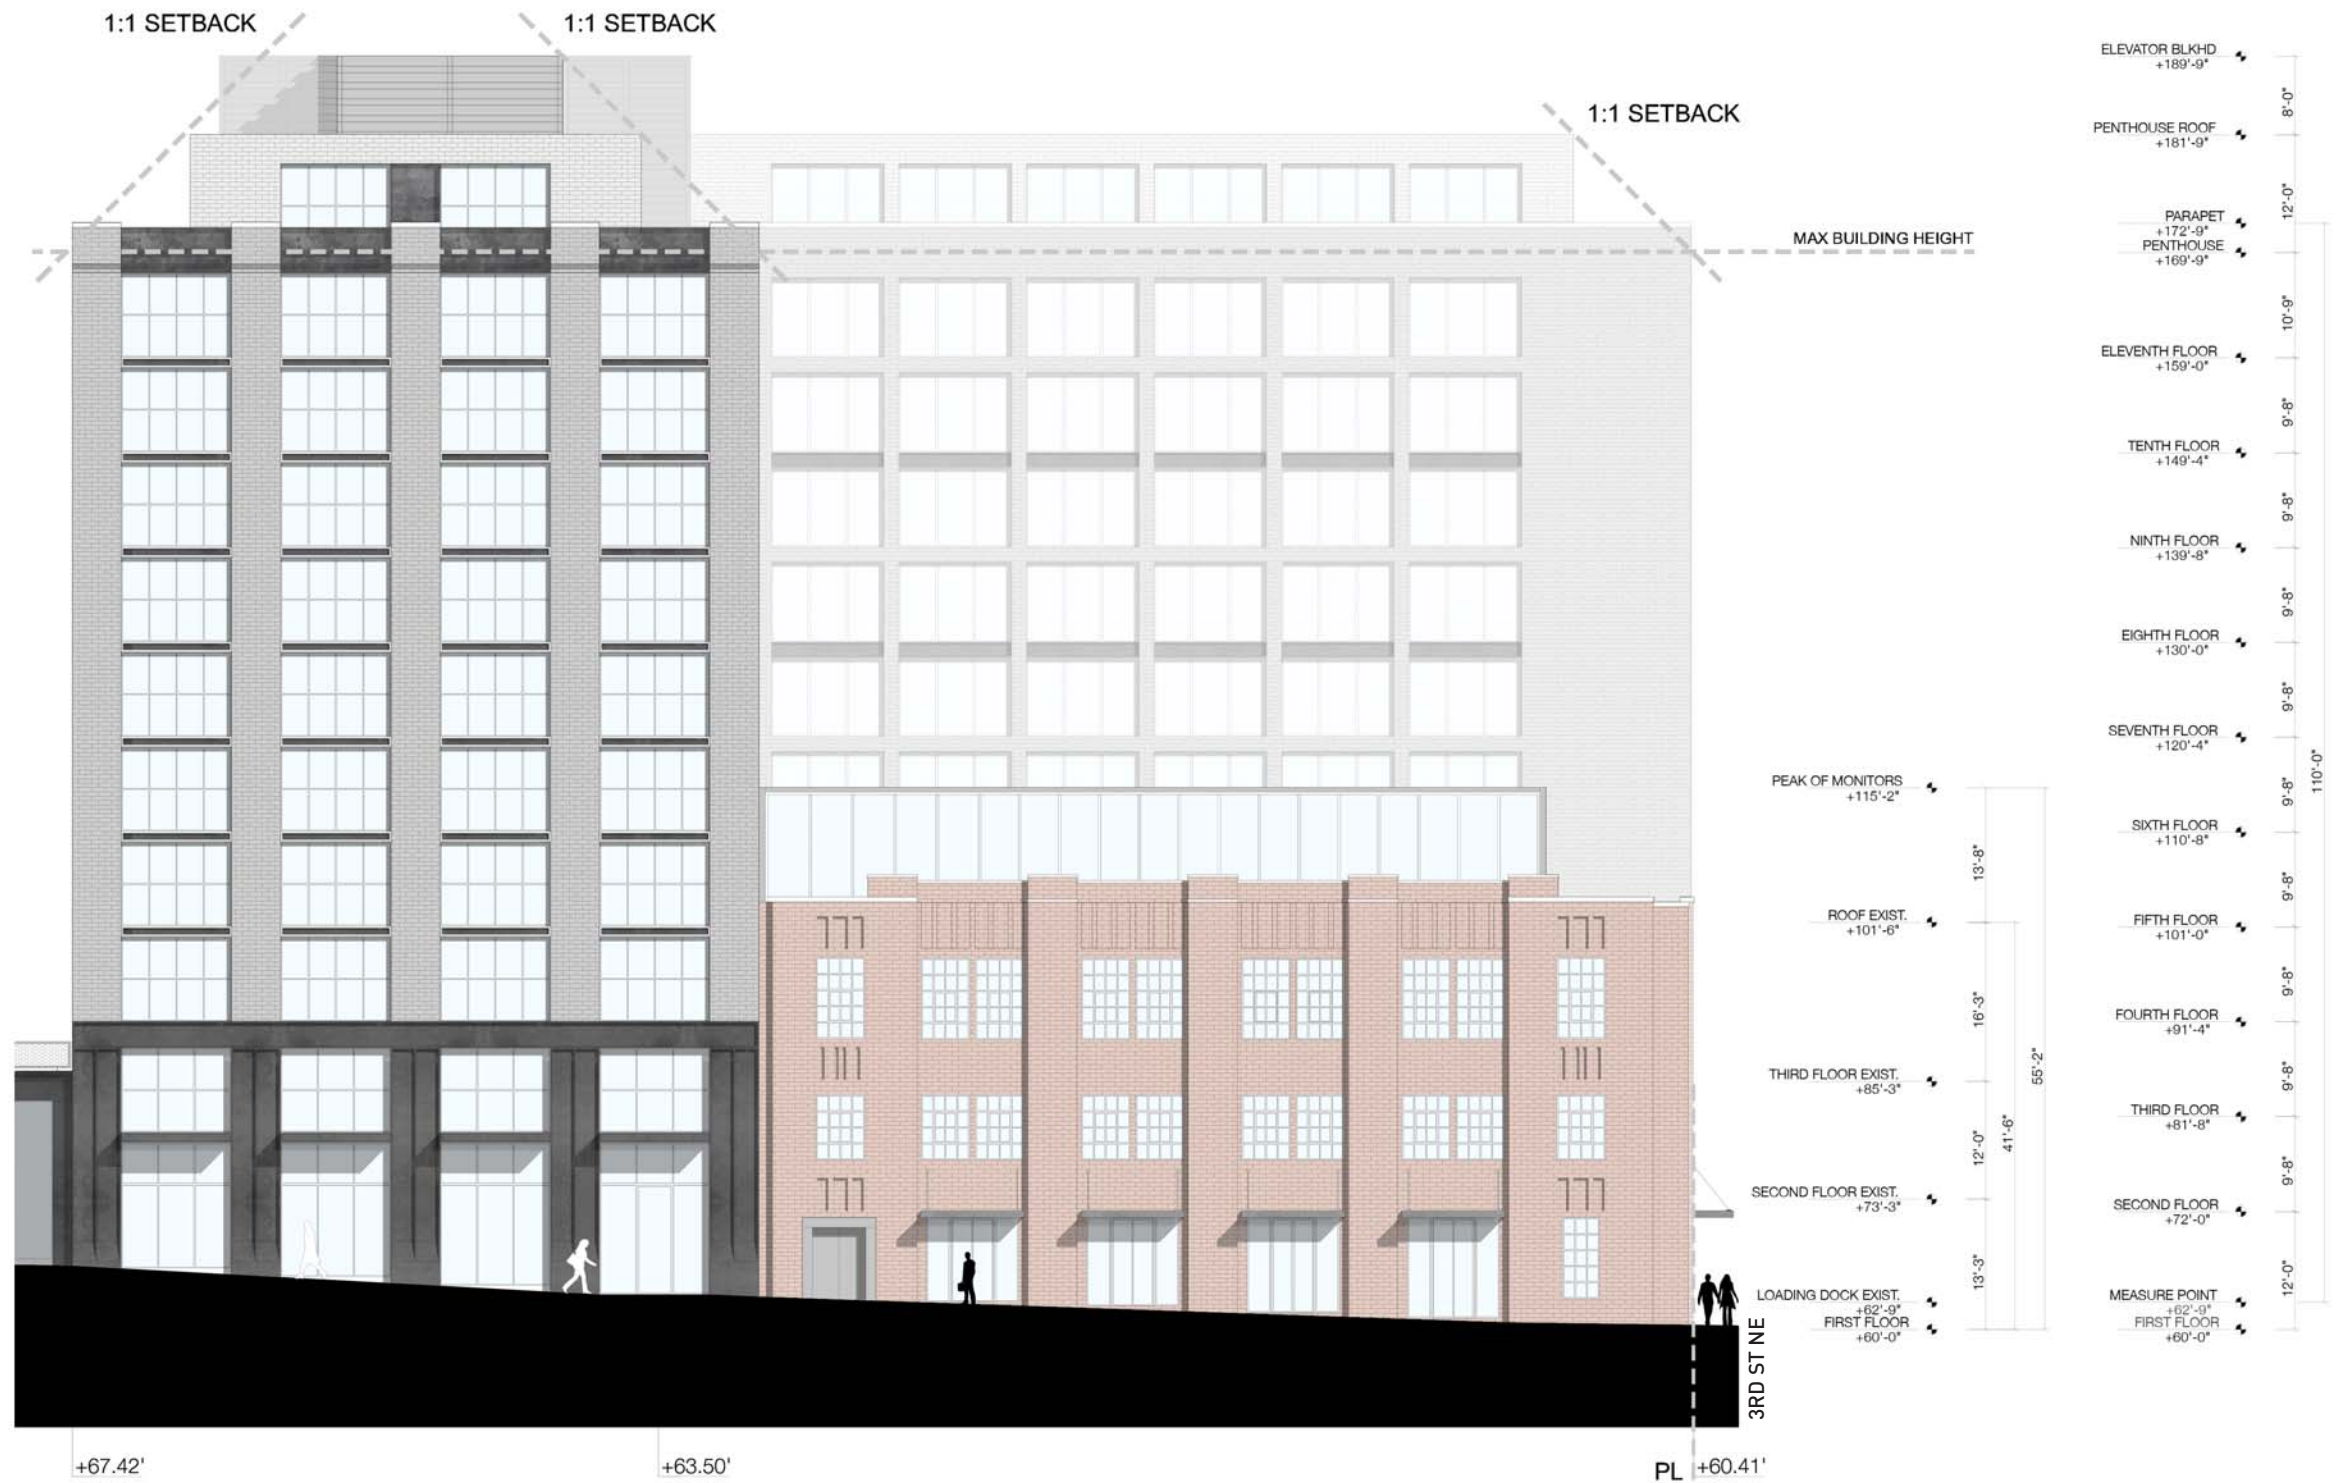 1:1 SETBACK
1:1 SETBACK
1:1 SETBACK
MAX BUILDING HEIGHT
ELEVATOR BLKHD
+189'-9"
8'-0"
PENTHOUSE ROOF
+181'-9"
12'-0"
PARAPET
+172'-9"
PENTHOUSE
+169'-9"
10'-9"
ELEVENTH FLOOR
+159'-0"
9'-8"
TENTH FLOOR
+149'-4"
9'-8"
NINTH FLOOR
+139'-8"
9'-8"
EIGHTH FLOOR
+130'-0"
9'-8"
SEVENTH FLOOR
+120'-4"
9'-8"
110'-0"
SIXTH FLOOR
+110'-8"
9'-8"
FIFTH FLOOR
+101'-0"
9'-8"
FOURTH FLOOR
+91'-4"
9'-8"
THIRD FLOOR
+81'-8"
9'-8"
SECOND FLOOR
+72'-0"
12'-0"
MEASURE POINT
+62'-9"
FIRST FLOOR
+60'-0"
PEAK OF MONITORS
+115'-2"
13'-8"
ROOF EXIST.
+101'-6"
16'-3"
THIRD FLOOR EXIST.
+85'-3"
55'-2"
12'-0"
41'-6"
SECOND FLOOR EXIST.
+73'-3"
13'-3"
LOADING DOCK EXIST.
+62'-9"
FIRST FLOOR
+60'-0"
3RD ST NE
+67.42'
+63.50'
PL
+60.41'